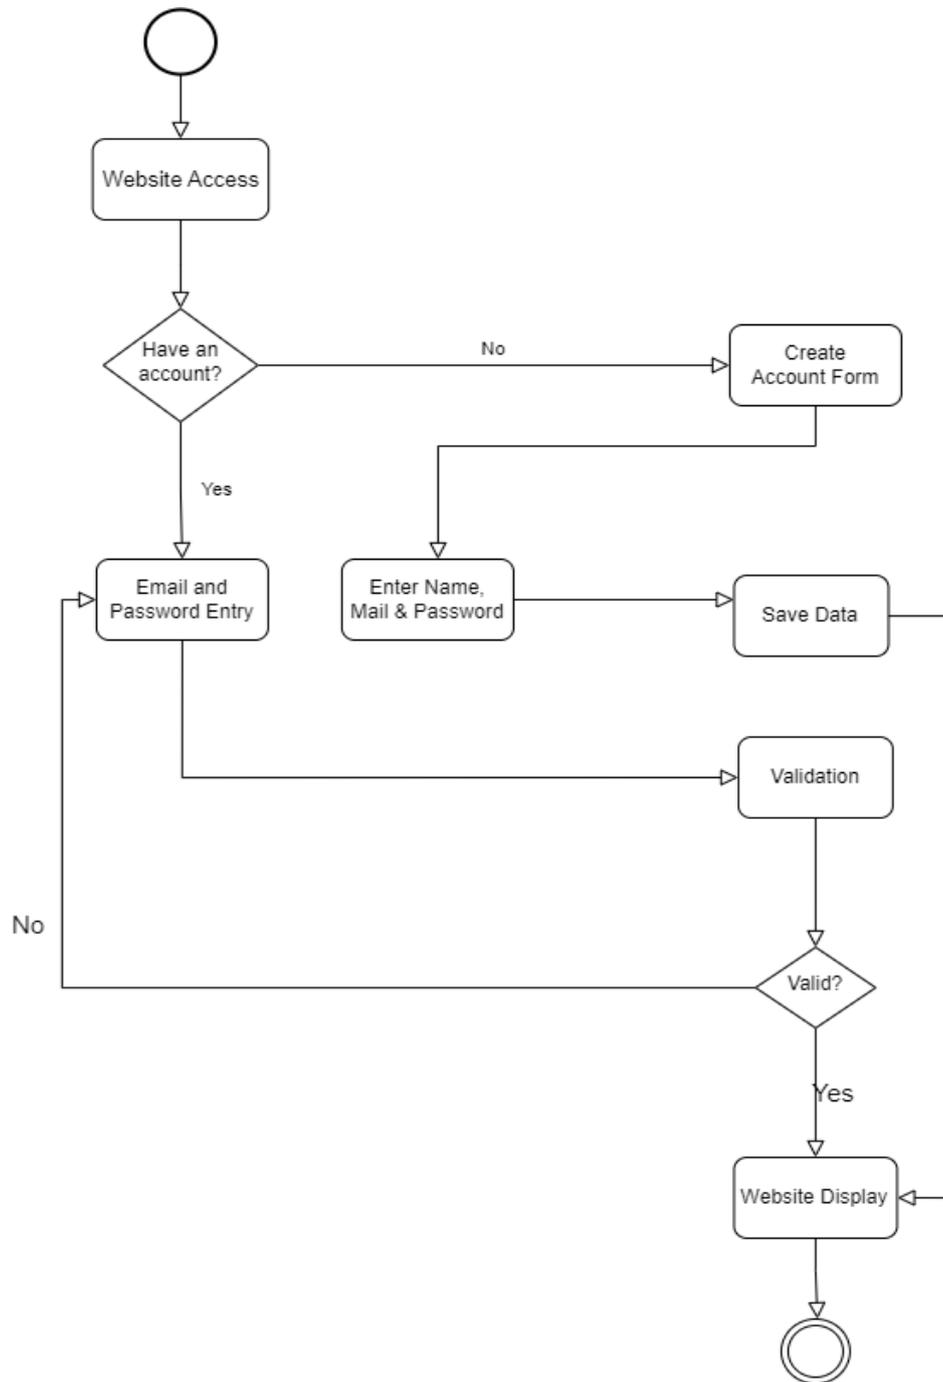 Website Access
Have an
account?
No
Create
Account Form
Yes
Email and
Password Entry
Enter Name,
Mail & Password
Save Data
Validation
No
Valid?
Yes
Website Display